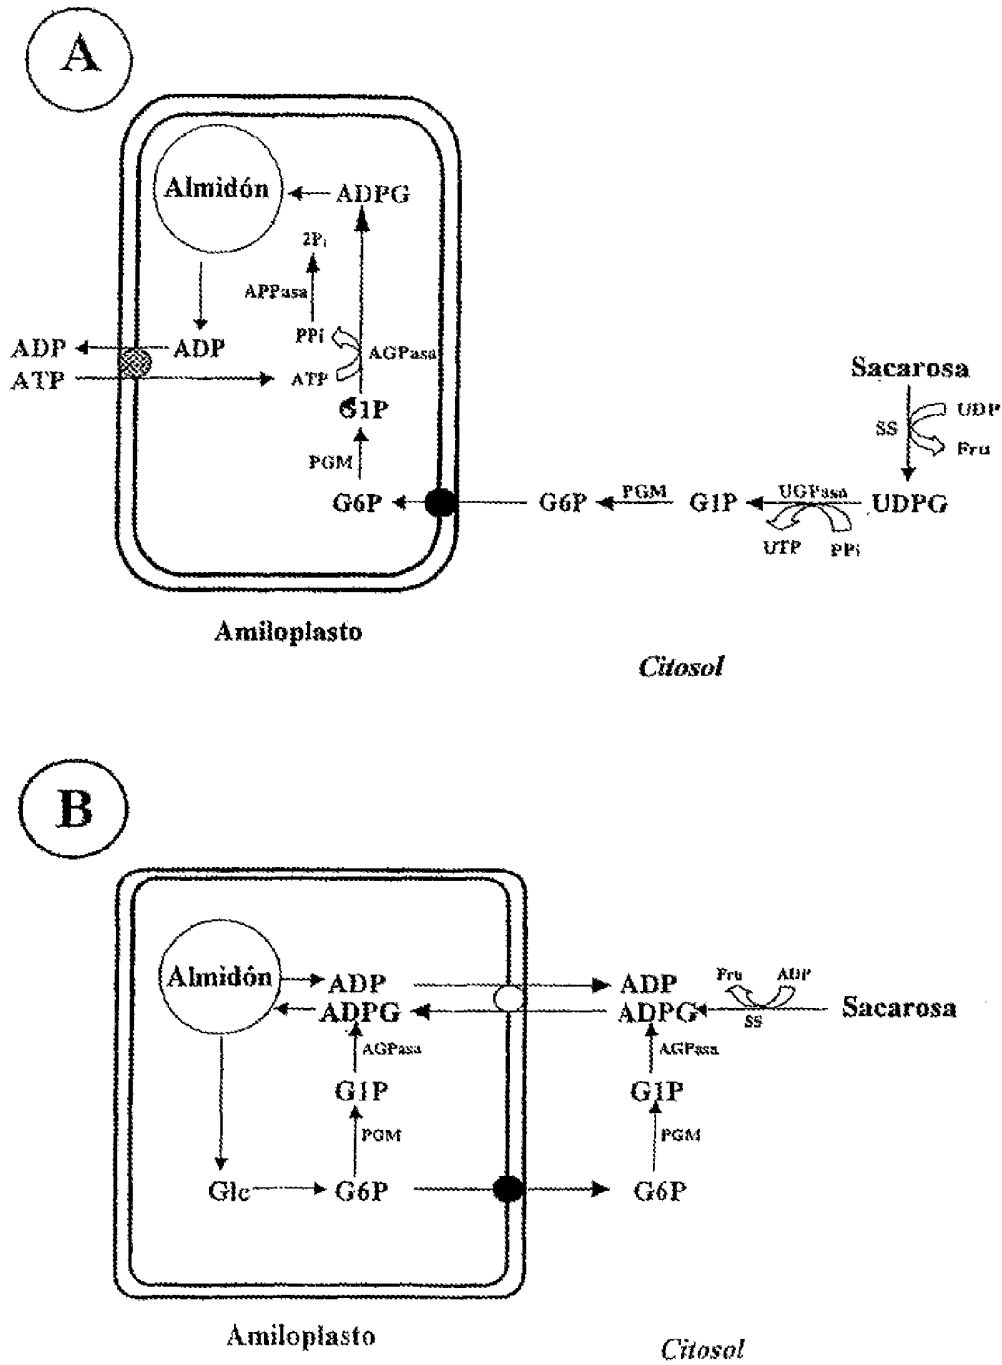 A
Almidón
ADPG
2Pi
APPasa
PPi
AGPasa
ADP
ADP
ATP
ATP
G1P
PGM
G6P
G6P
PGM
G1P
UGPasa
UDPG
UTP
PPi
Sacarosa
SS
UDP
Fru
Amiloplasto
Citosol
B
Almidón
ADP
ADPG
ADP
ADPG
Fru
ADP
SS
Sacarosa
AGPasa
AGPasa
G1P
G1P
PGM
PGM
Glc
G6P
G6P
Amiloplasto
Citosol